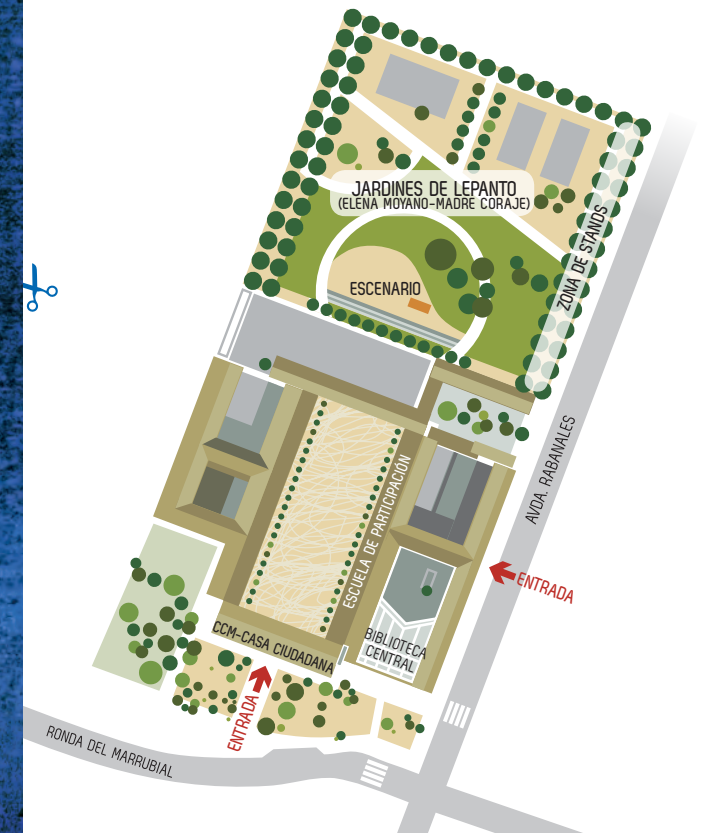 JARDINES DE LEPANTO
(ELENA MOYANO-MADRE CORAJE)
ZONA DE STANDS
ESCENARIO
AVDA. RABANALES
ESCUELA DE PARTICIPACIÓN
ENTRADA
BIBLIOTECA
CENTRAL
CCM-CASA CIUDADANA
ENTRADA
RONDA DEL MARRUBIAL